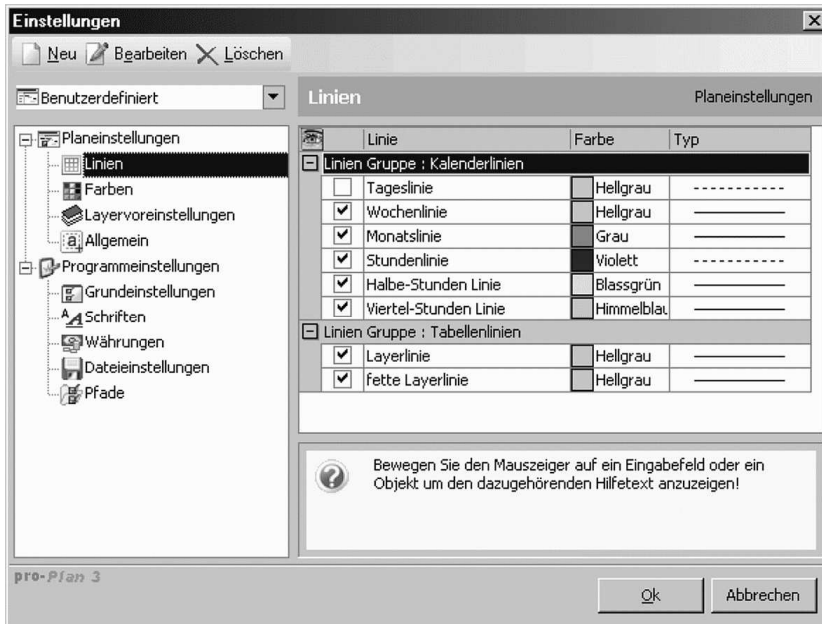 Einstellungen
Neu Bearbeiten Löschen
Benutzerdefiniert
Planeinstellungen
Linien
Farben
Layervoreinstellungen
Allgemein
Programmeinstellungen
Grundeinstellungen
Schriften
Währungen
Dateieinstellungen
Pfade
Linien Planeinstellungen
Linie Farbe Typ
Linien Gruppe : Kalenderlinien
Tageslinie Hellgrau
Wochenlinie Hellgrau
Monatslinie Grau
Stundenlinie Violett
Halbe-Stunden Linie Blassgrün
Viertel-Stunden Linie Himmelblau
Linien Gruppe : Tabellenlinien
Layerlinie Hellgrau
fette Layerlinie Hellgrau
Bewegen Sie den Mauszeiger auf ein Eingabefeld oder ein
Objekt um den dazugehörenden Hilfetext anzuzeigen!
pro-Plan 3
Ok Abbrechen